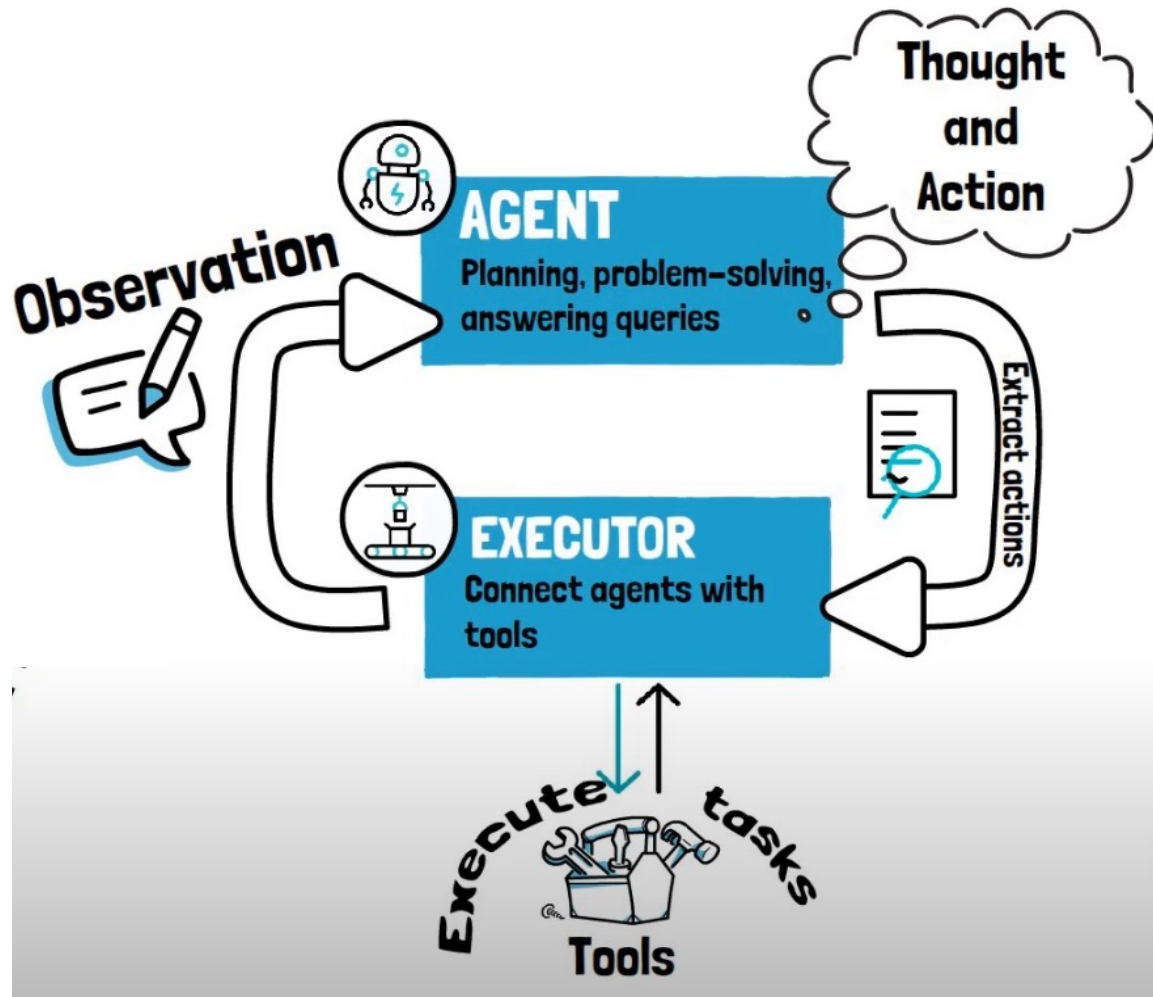 Thought
and
Action
AGENT
Planning, problem-solving,
answering queries
Observation
Extract actions
EXECUTOR
Connect agents with
tools
Execute tasks
Tools